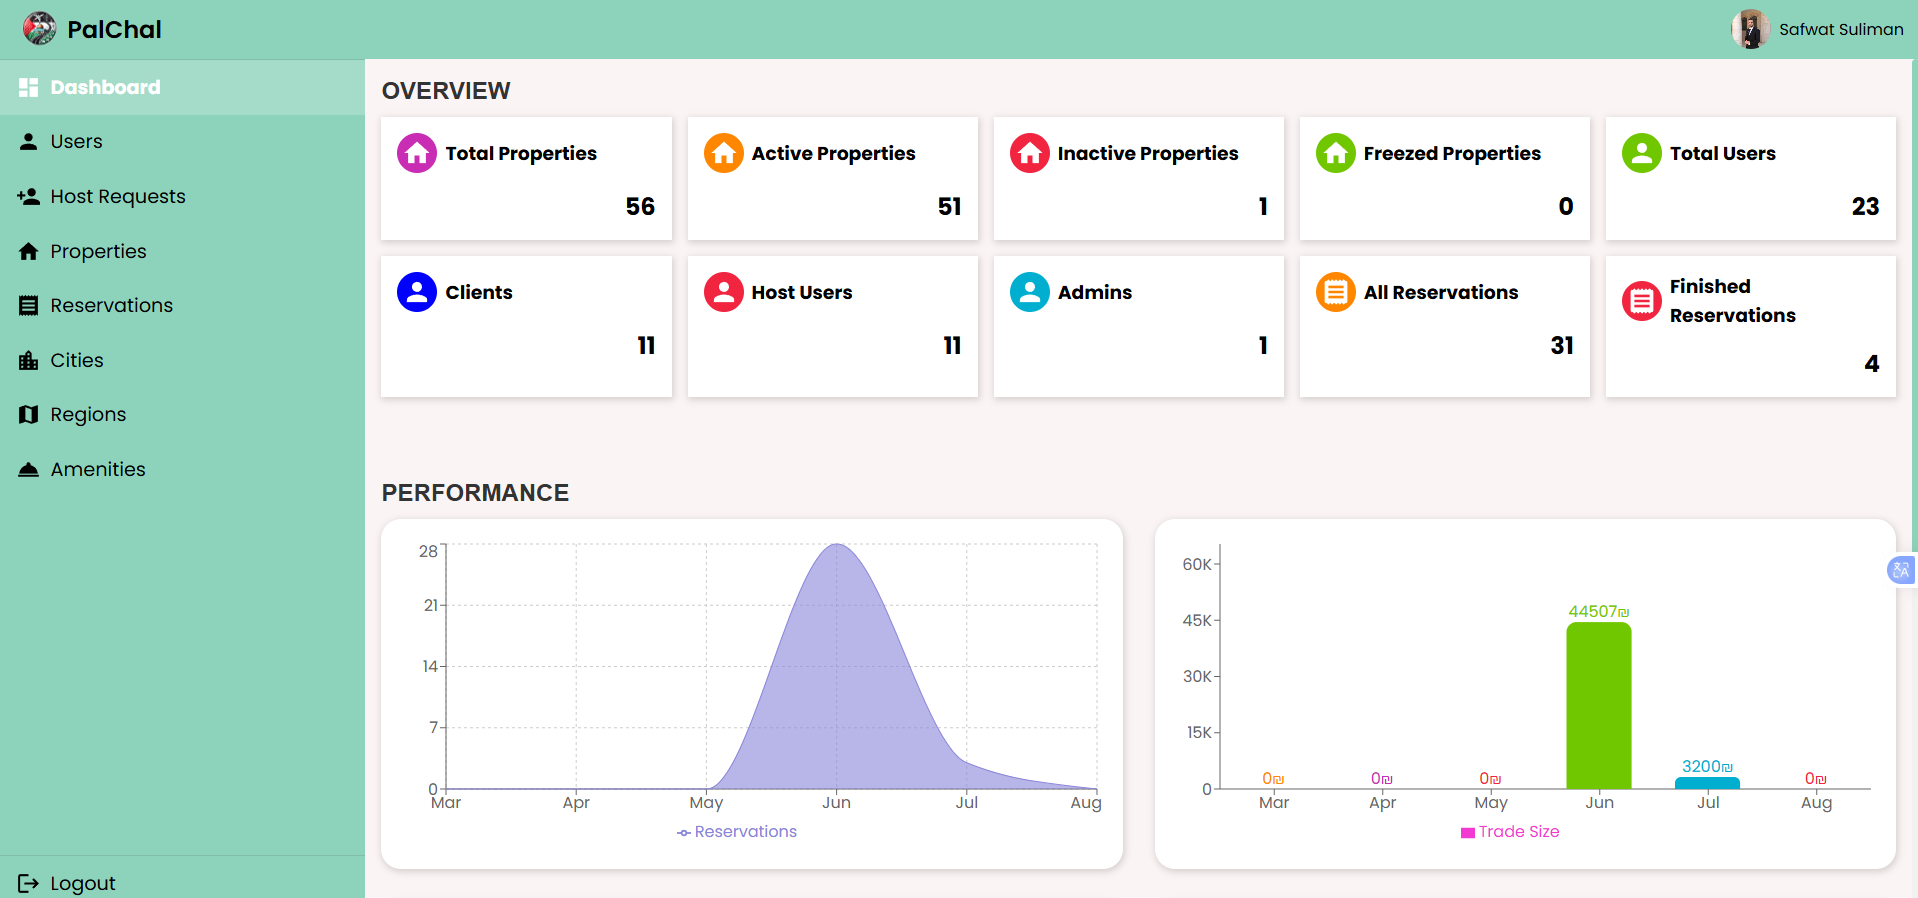 PalChal
Safwat Suliman
Dashboard
Users
Host Requests
Properties
Reservations
Cities
Regions
Amenities
Logout
OVERVIEW
Total Properties
56
Active Properties
51
Inactive Properties
1
Freezed Properties
0
Total Users
23
Clients
11
Host Users
11
Admins
1
All Reservations
31
Finished
Reservations
4
PERFORMANCE
28
21
14
7
0
Mar Apr May Jun Jul Aug
Reservations
60K
45K
30K
15K
0
0₪ 0₪ 0₪ 44507₪ 3200₪ 0₪
Mar Apr May Jun Jul Aug
Trade Size